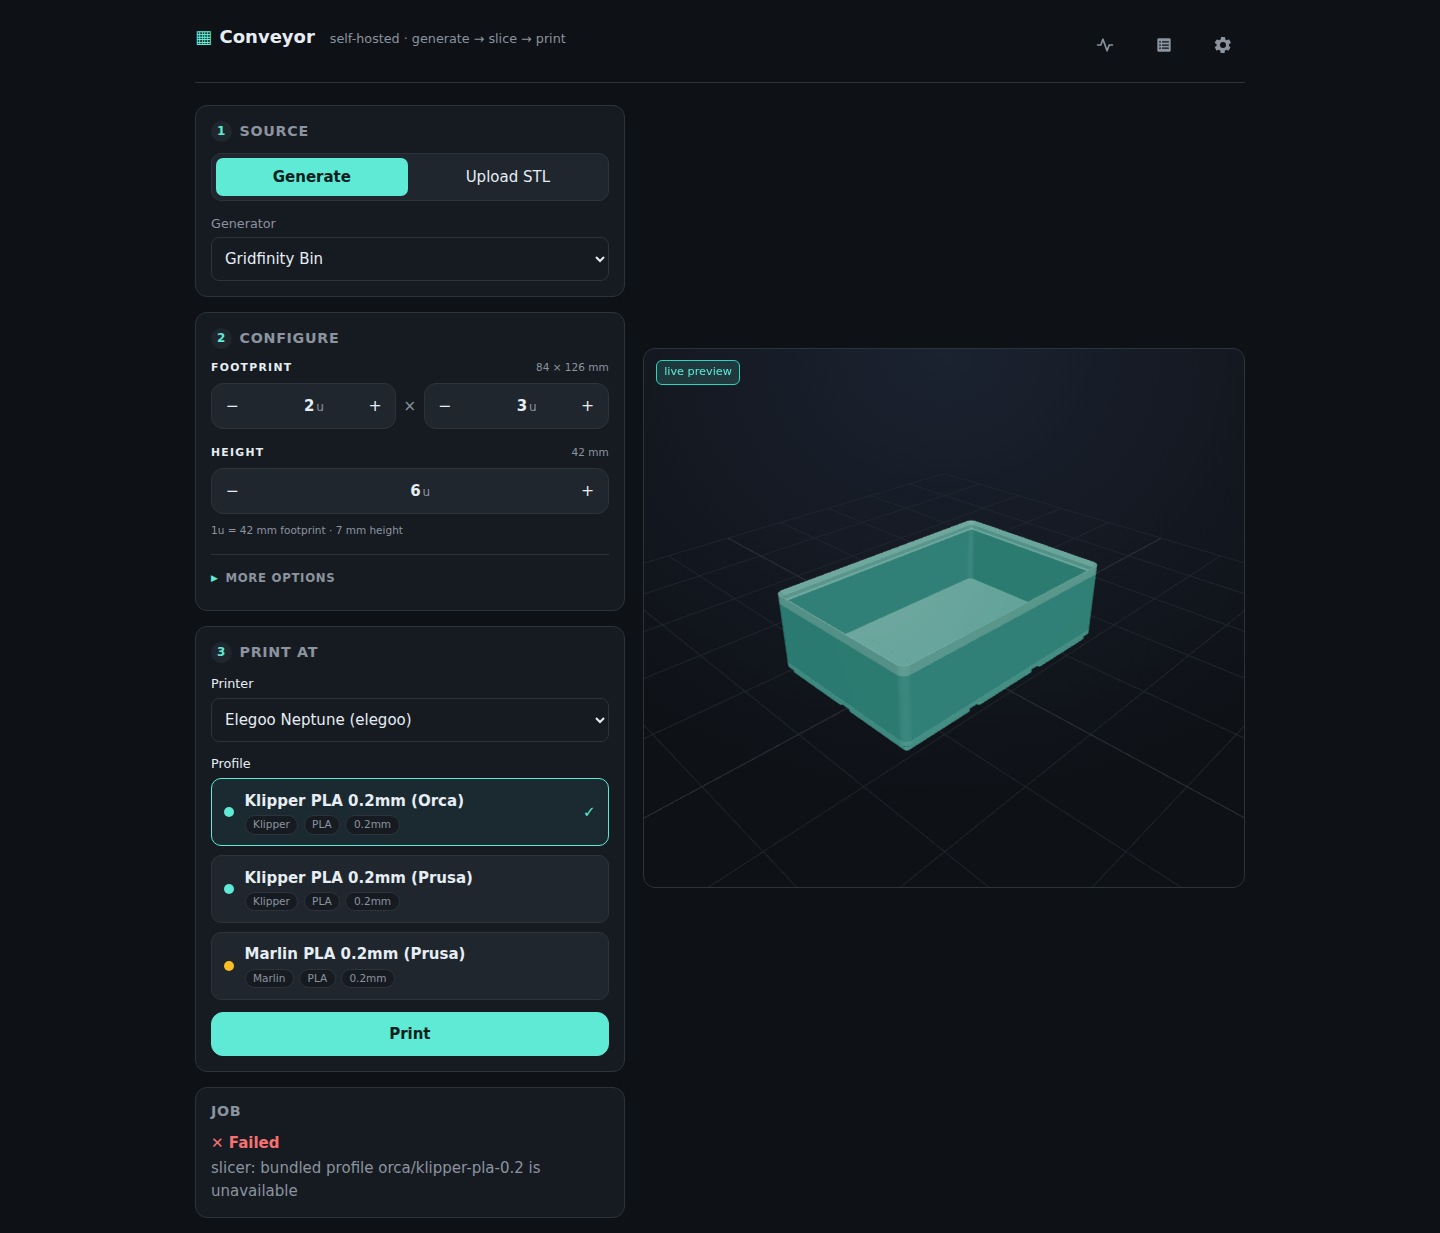 ▦ Conveyor self-hosted · generate → slice → print
1 SOURCE
Generate Upload STL
Generator
Gridfinity Bin
2 CONFIGURE
FOOTPRINT 84 × 126 mm
− 2 u + × − 3 u +
HEIGHT 42 mm
− 6 u +
1u = 42 mm footprint · 7 mm height
▸ MORE OPTIONS
live preview
3 PRINT AT
Printer
Elegoo Neptune (elegoo)
Profile
Klipper PLA 0.2mm (Orca) ✓
Klipper PLA 0.2mm
Klipper PLA 0.2mm (Prusa)
Klipper PLA 0.2mm
Marlin PLA 0.2mm (Prusa)
Marlin PLA 0.2mm
Print
JOB
✕ Failed
slicer: bundled profile orca/klipper-pla-0.2 is
unavailable